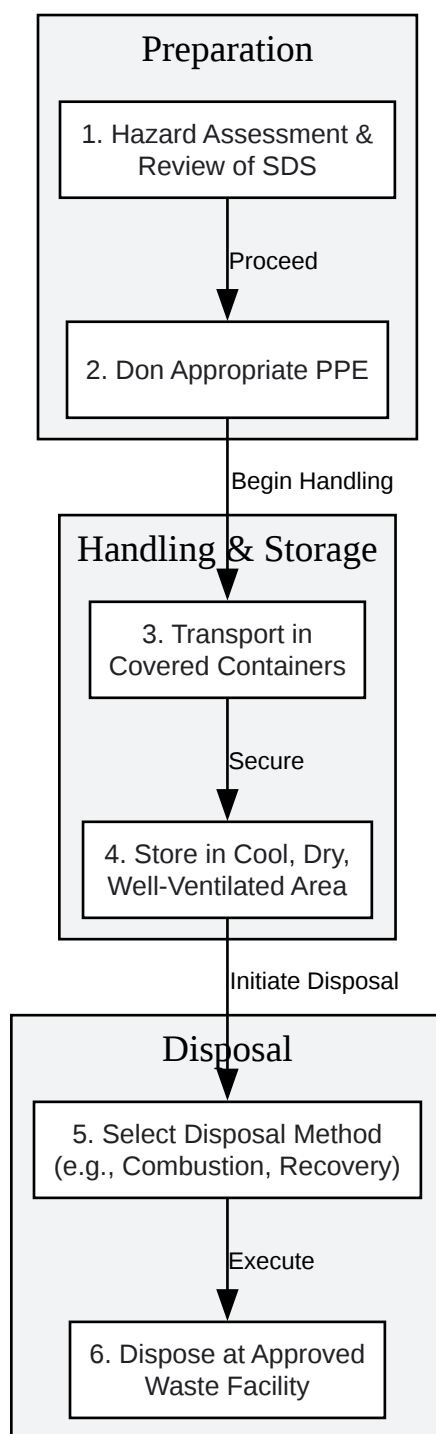 Preparation
1. Hazard Assessment &
Review of SDS
Proceed
2. Don Appropriate PPE
Begin Handling
Handling & Storage
3. Transport in
Covered Containers
Secure
4. Store in Cool, Dry,
Well-Ventilated Area
Initiate Disposal
Disposal
5. Select Disposal Method
(e.g., Combustion, Recovery)
Execute
6. Dispose at Approved
Waste Facility